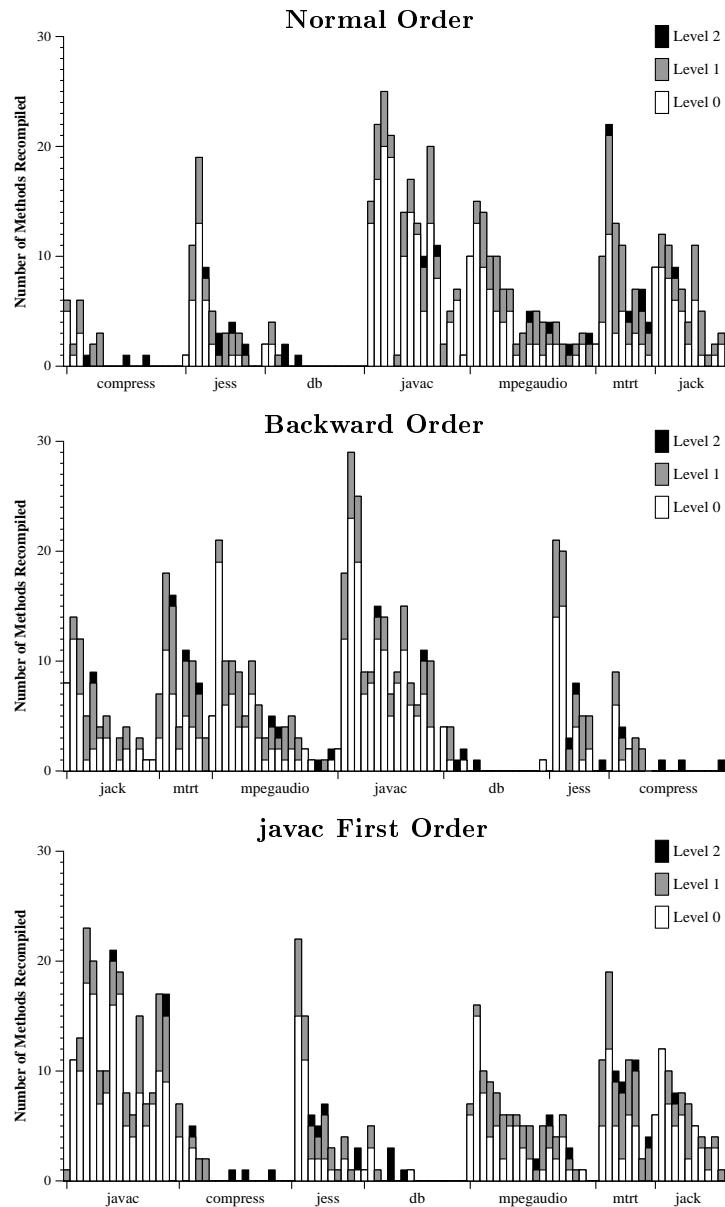 Normal Order
Level 2
Level 1
Level 0
Number of Methods Recompiled
30
20
10
0
compress jess db javac mpegaudio mtrt jack
Backward Order
Level 2
Level 1
Level 0
Number of Methods Recompiled
30
20
10
0
jack mtrt mpegaudio javac db jess compress
javac First Order
Level 2
Level 1
Level 0
Number of Methods Recompiled
30
20
10
0
javac compress jess db mpegaudio mtrt jack